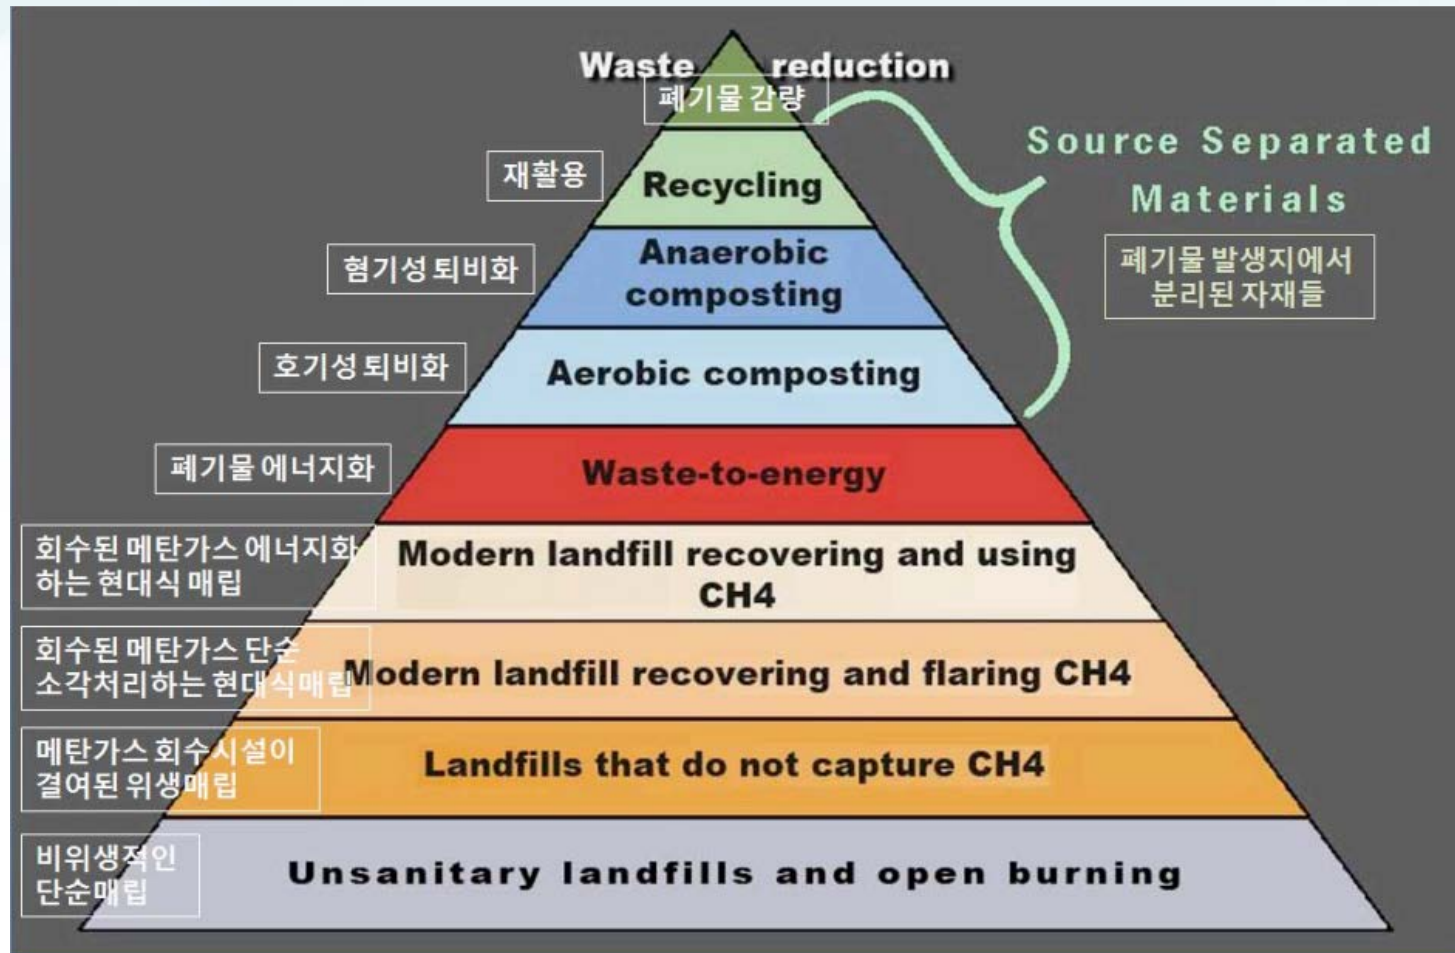 Waste reduction
폐기물 감량
Source Separated
Materials
폐기물 발생지에서
분리된 자재들
재활용
Recycling
혐기성 퇴비화
Anaerobic
composting
호기성 퇴비화
Aerobic composting
폐기물 에너지화
Waste-to-energy
회수된 메탄가스 에너지화
하는 현대식 매립
Modern landfill recovering and using
CH4
회수된 메탄가스 단순
소각처리하는 현대식매립
Modern landfill recovering and flaring CH4
메탄가스 회수시설이
결여된 위생매립
Landfills that do not capture CH4
비위생적인
단순매립
Unsanitary landfills and open burning